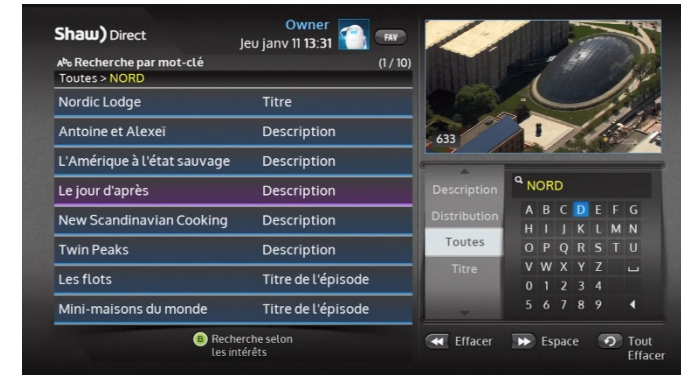 Shaw) Direct
Owner
Jeu janv 11 13:31
FAV
Abc Recherche par mot-clé (1 / 10)
Toutes > NORD
Nordic Lodge Titre
Antoine et Alexeï Description
L'Amérique à l'état sauvage Description
Le jour d'après Description
New Scandinavian Cooking Description
Twin Peaks Description
Les flots Titre de l'épisode
Mini-maisons du monde Titre de l'épisode
B Recherche selon
les intérêts
633
Description
Distribution
Toutes
Titre
NORD
A B C D E F G
H I J K L M N
O P Q R S T U
V W X Y Z
0 1 2 3 4
5 6 7 8 9
Effacer Espace Tout
Effacer